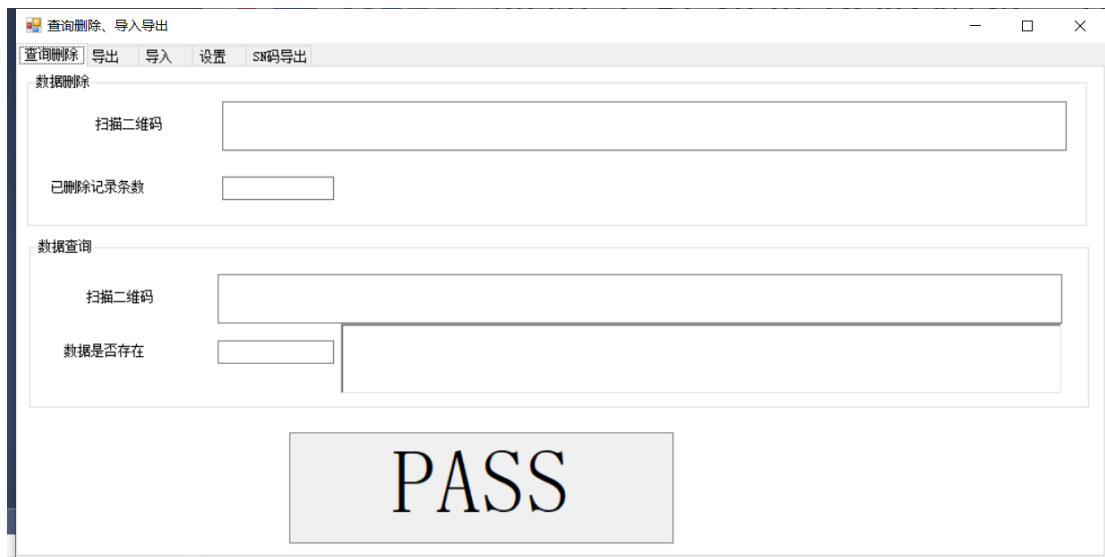 查询删除、导入导出
查询删除 导出 导入 设置 SN码导出
数据删除
扫描二维码
已删除记录条数
数据查询
扫描二维码
数据是否存在
PASS